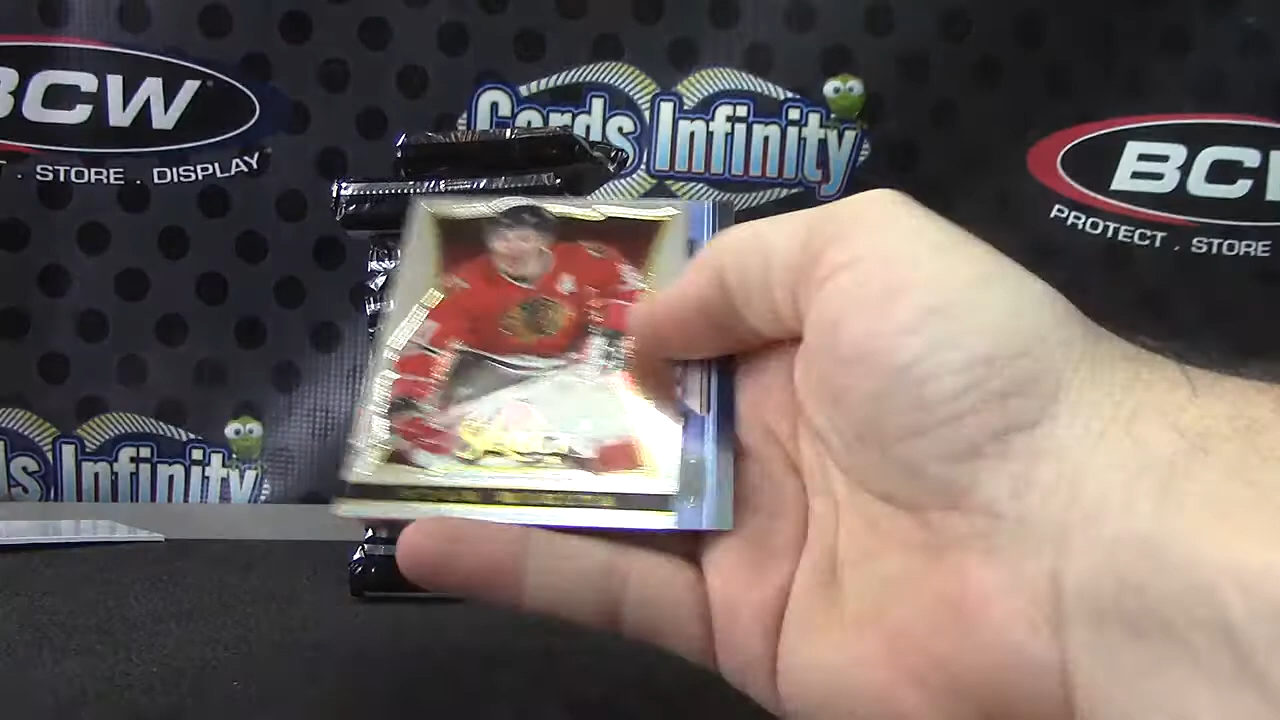 BCW
. STORE . DISPLAY
Cards Infinity
BCW
PROTECT . STORE
ds Infinity